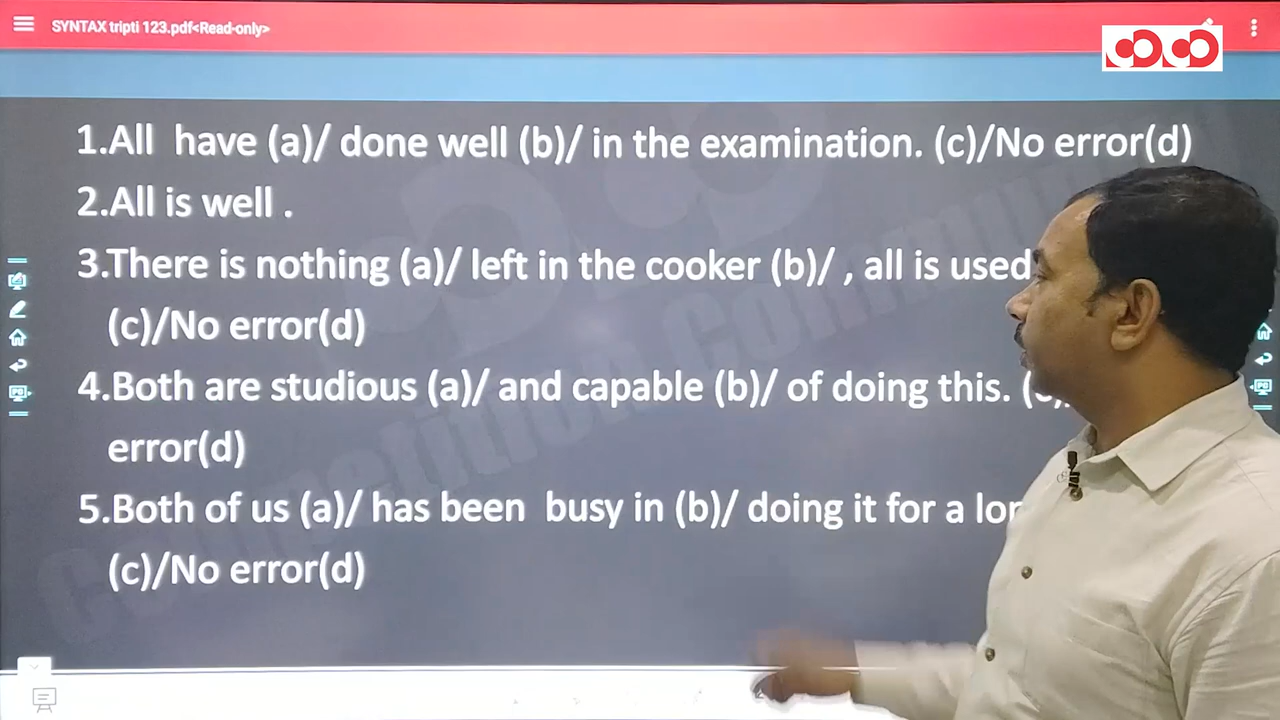 SYNTAX tripti 123.pdf<Read-only>
1.All have (a)/ done well (b)/ in the examination. (c)/No error(d)
2.All is well .
3.There is nothing (a)/ left in the cooker (b)/ , all is used
(c)/No error(d)
4.Both are studious (a)/ and capable (b)/ of doing this.
error(d)
5.Both of us (a)/ has been busy in (b)/ doing it for a
(c)/No error(d)
Competition Community